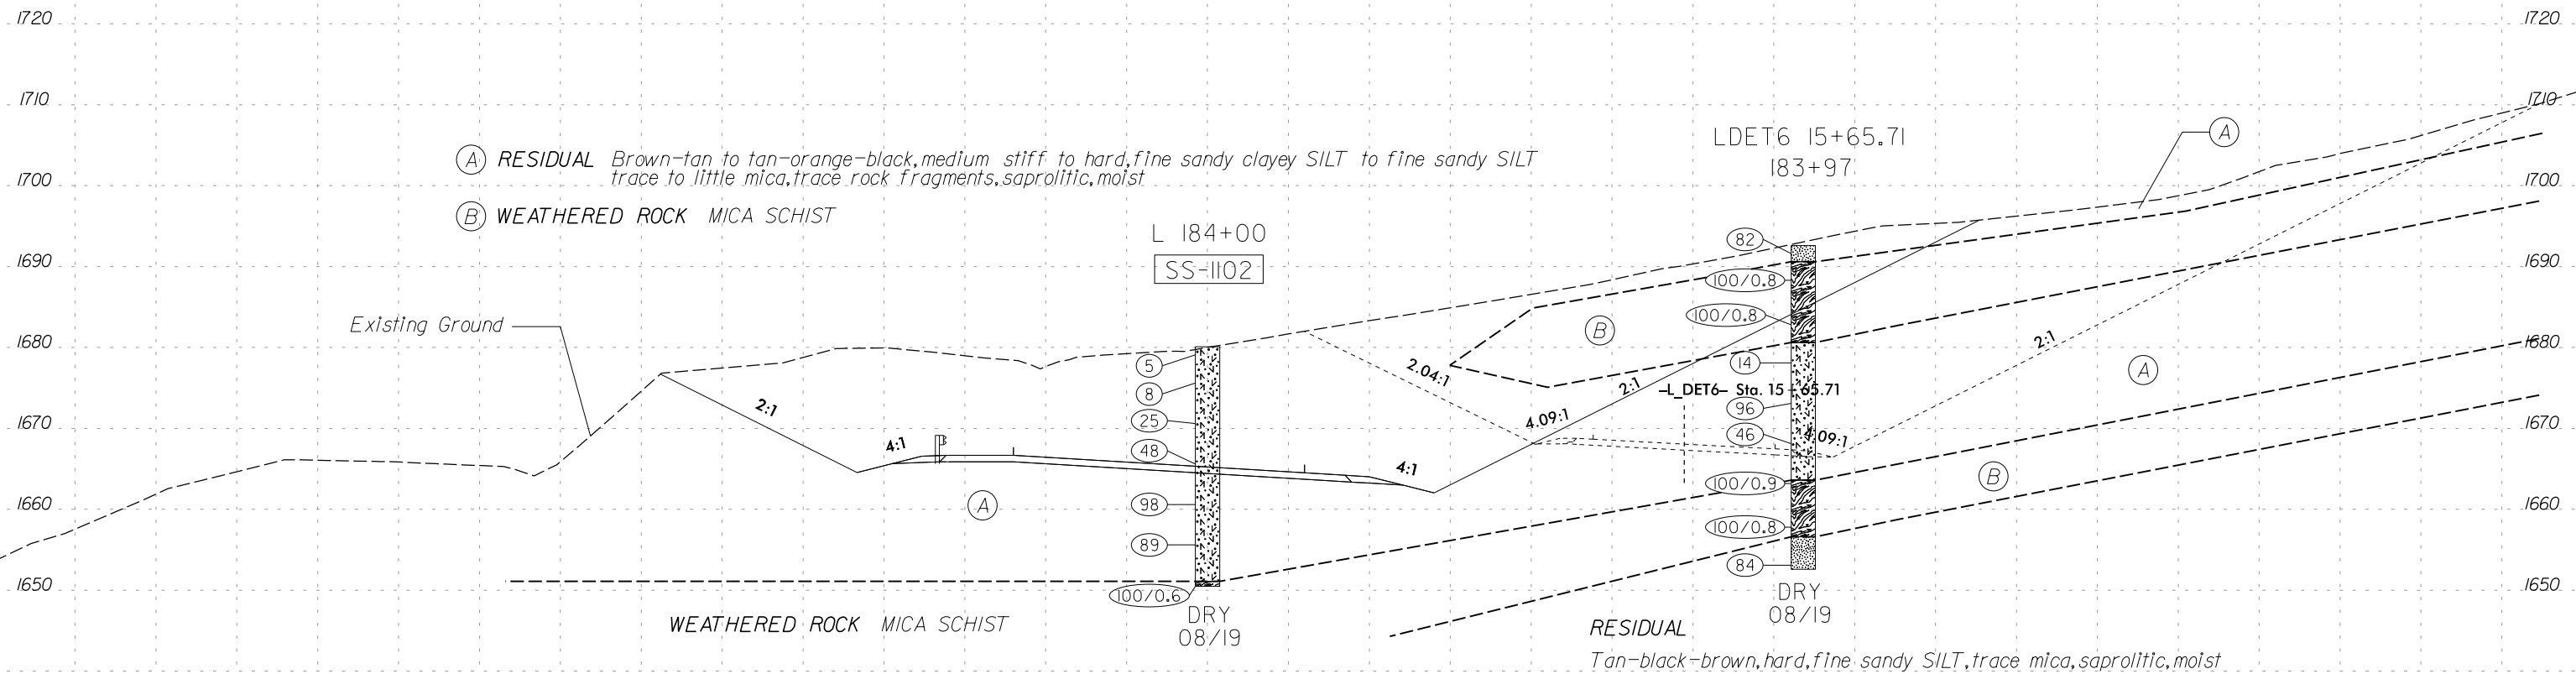 1720 1720
1710 1710
LDET6 15+65.71
183+97
A
A RESIDUAL Brown-tan to tan-orange-black, medium stiff to hard, fine sandy clayey SILT to fine sandy SILT
trace to little mica, trace rock fragments, saprolitic, moist
1700 1700
B WEATHERED ROCK MICA SCHIST
L 184+00
SS-1102
82
1690 1690
100/0.8
100/0.8
Existing Ground
B
2:1
1680 1680
5
14
2.04:1
A
8
2:1
-L_DET6- Sta. 15+65.71
2:1
96
25
4.09:1
1670 1670
4:1
46
4.09:1
48
4:1
B
100/0.9
98
A
1660 1660
100/0.8
89
84
1650 1650
100/0.6
DRY
08/19
DRY
08/19
WEATHERED ROCK MICA SCHIST
RESIDUAL
Tan-black-brown, hard, fine sandy SILT, trace mica, saprolitic, moist